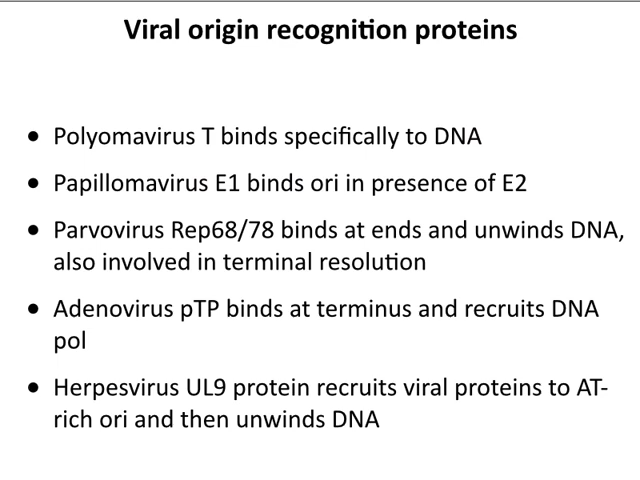 Viral origin recognition proteins
• Polyomavirus T binds specifically to DNA
• Papillomavirus E1 binds ori in presence of E2
• Parvovirus Rep68/78 binds at ends and unwinds DNA,
also involved in terminal resolution
• Adenovirus pTP binds at terminus and recruits DNA
pol
• Herpesvirus UL9 protein recruits viral proteins to AT-
rich ori and then unwinds DNA